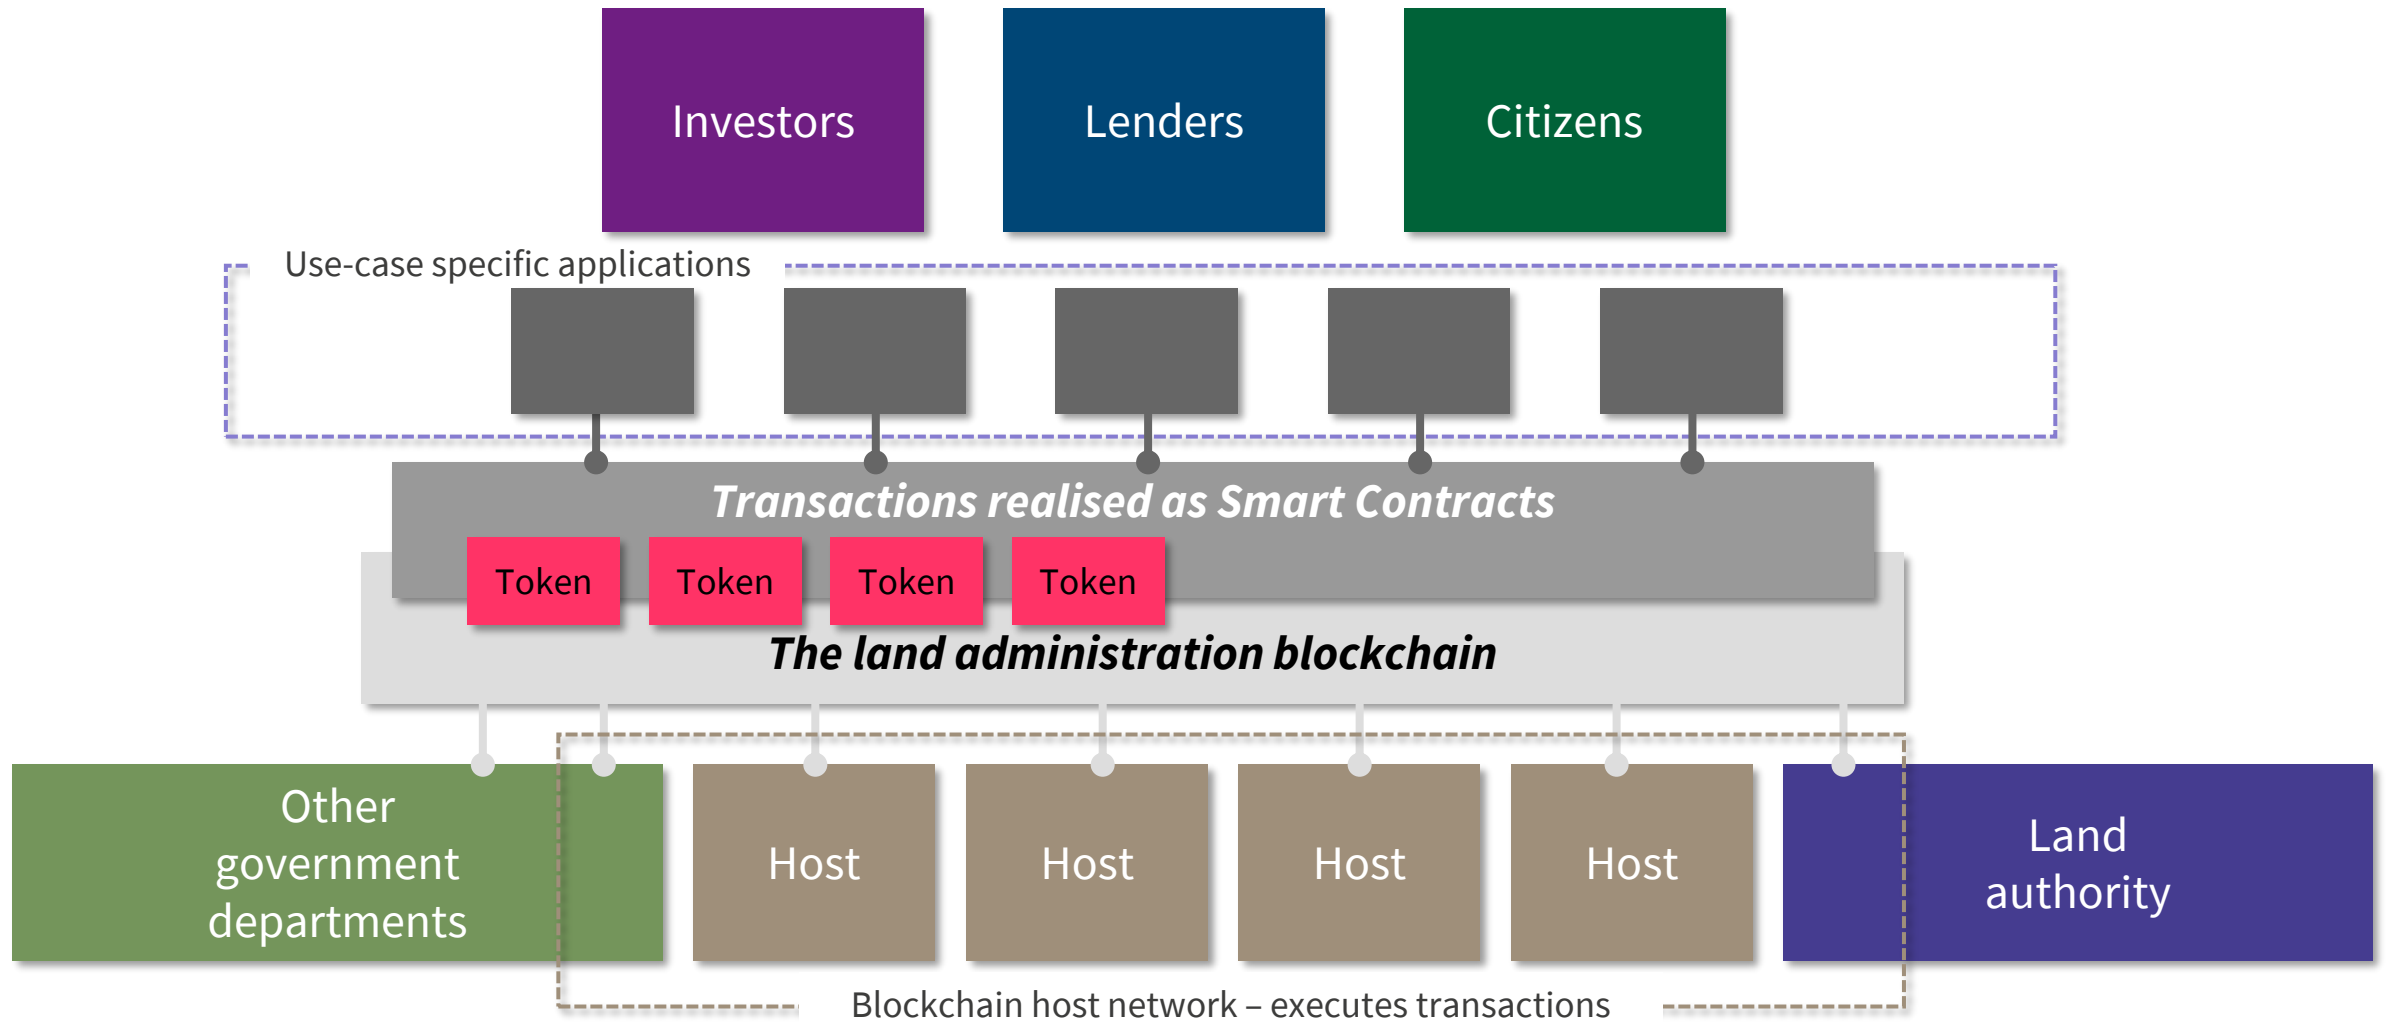 Investors
Lenders
Citizens
Use-case specific applications
Transactions realised as Smart Contracts
Token
Token
Token
Token
The land administration blockchain
Other
government
departments
Host
Host
Host
Host
Land
authority
Blockchain host network – executes transactions